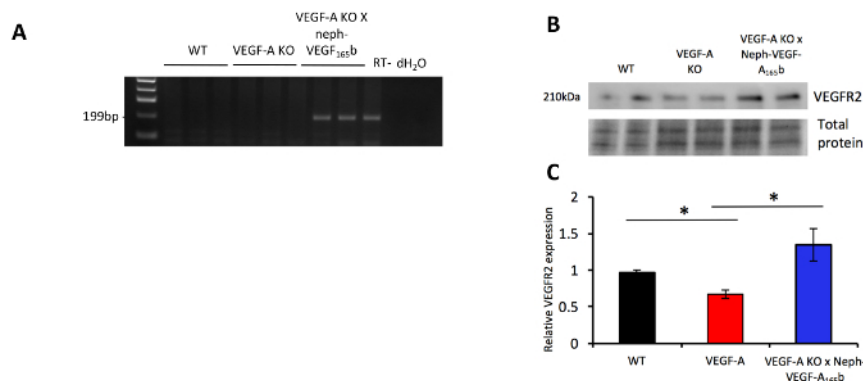 A
WT
VEGF-A KO
VEGF-A KO X
neph-
VEGF₁₆₅b
RT-
dH₂O
199bp
B
WT
VEGF-A
KO
VEGF-A KO x
Neph-VEGF-
A₁₆₅b
210kDa
VEGFR2
Total
protein
C
Relative VEGFR2 expression
2
1.5
1
0.5
0
*
*
WT
VEGF-A
VEGF-A KO x Neph-
VEGF-A₁₆₅b